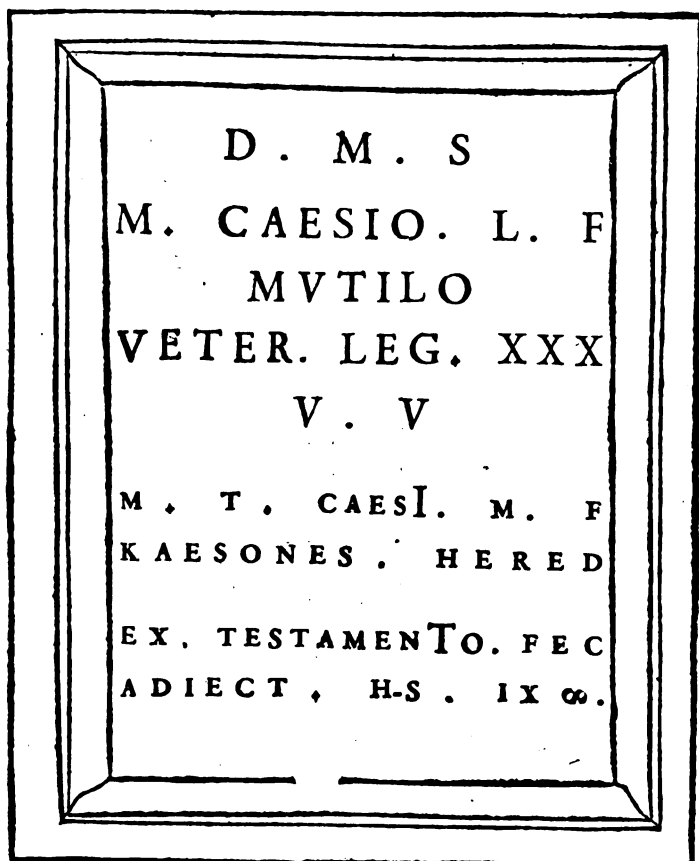 D . M . S
M. CAESIO. L. F
MVTILO
VETER. LEG. XXX
V . V
M . T . CAESI. M. F
KAESONES . HERED
EX. TESTAMENTO. FEC
ADIECT . H-S . IX ∞.